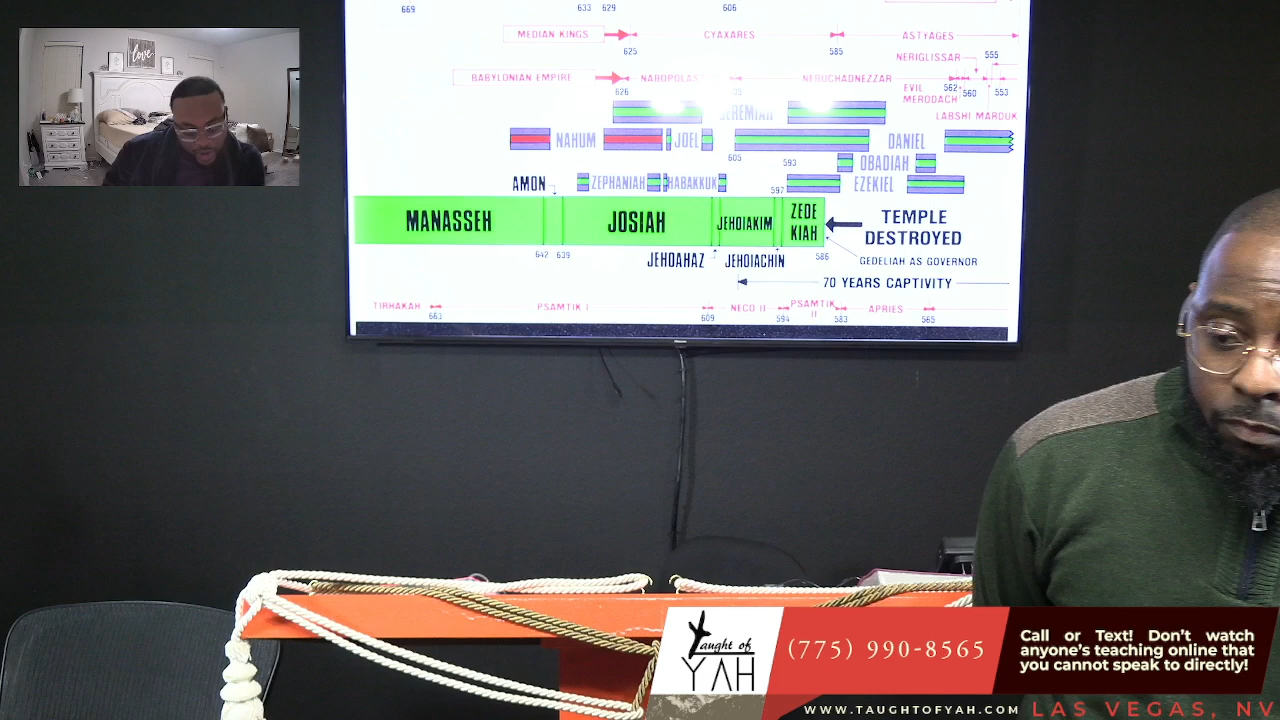 669
633 629
606
MEDIAN KINGS
CYAXARES
ASTYAGES
625
585
NERIGLISSAR
555
BABYLONIAN EMPIRE
NABOPOLAS
NEBUCHADNEZZAR
626
EVIL
MERODACH
562
560
553
JEREMIAH
LABSHI MARDUK
NAHUM
JOEL
DANIEL
605
593
OBADIAH
AMON
ZEPHANIAH
HABAKKUK
597
EZEKIEL
MANASSEH
JOSIAH
JEHOIAKIM
ZEDE
KIAH
TEMPLE
DESTROYED
642
639
JEHOAHAZ
JEHOIACHIN
586
GEDELIAH AS GOVERNOR
70 YEARS CAPTIVITY
TIRHAKAH
PSAMTIK I
NECO II
PSAMTIK
II
APRIES
663
609
594
583
565
love
Hisense
taught of
YAH
(775) 990-8565
Call or Text! Don't watch
anyone's teaching online that
you cannot speak to directly!
WWW.TAUGHTOFYAH.COM
LAS VEGAS, NV